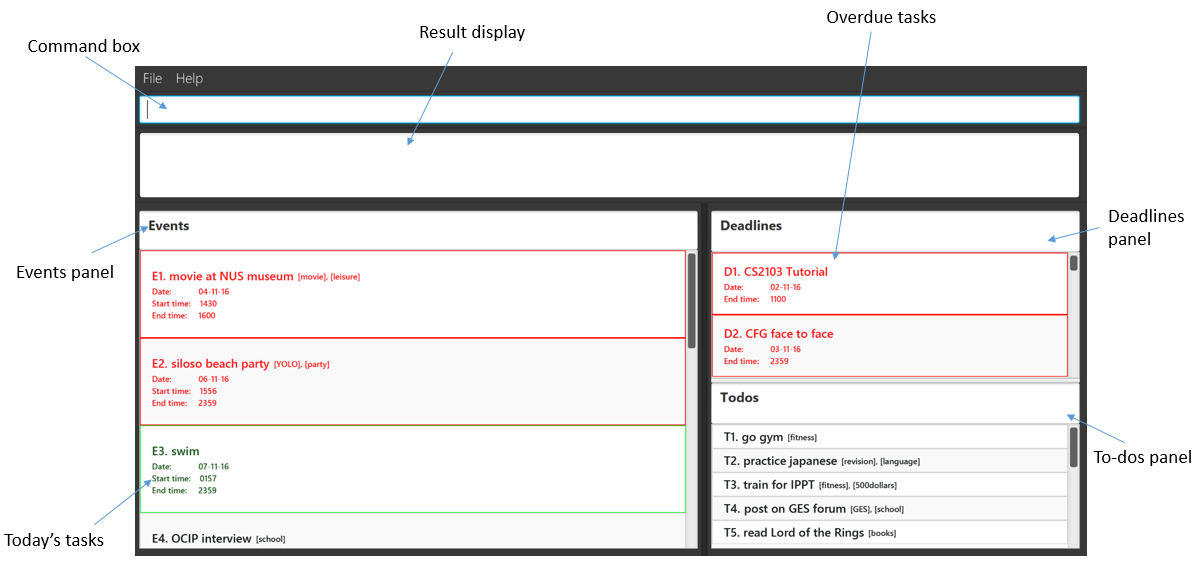 Overdue tasks
Result display
Command box
File Help
Events
Deadlines
Deadlines
panel
Events panel
E1. movie at NUS museum [movie], [leisure]
Date: 04-11-16
Start time: 1430
End time: 1600
E2. siloso beach party [YOLO], [party]
Date: 06-11-16
Start time: 1556
End time: 2359
E3. swim
Date: 07-11-16
Start time: 0157
End time: 2359
E4. OCIP interview [school]
Today's tasks
D1. CS2103 Tutorial
Date: 02-11-16
End time: 1100
D2. CFG face to face
Date: 03-11-16
End time: 2359
Todos
T1. go gym [fitness]
T2. practice japanese [revision], [language]
T3. train for IPPT [fitness], [500dollars]
T4. post on GES forum [GES], [school]
T5. read Lord of the Rings [books]
To-dos panel